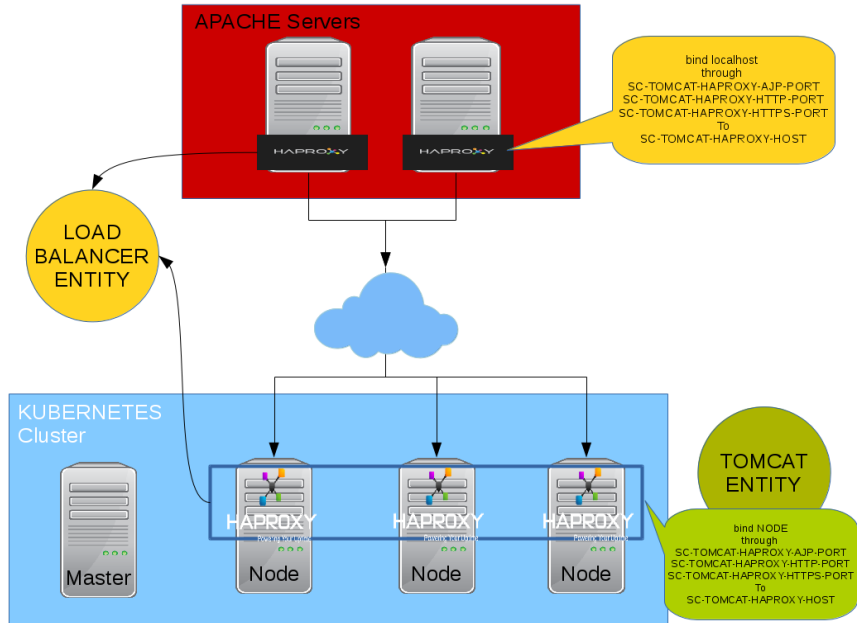 APACHE Servers
HAPROXY
HAPROXY
bind localhost
through
SC-TOMCAT-HAPROXY-AJP-PORT
SC-TOMCAT-HAPROXY-HTTP-PORT
SC-TOMCAT-HAPROXY-HTTPS-PORT
To
SC-TOMCAT-HAPROXY-HOST
LOAD
BALANCER
ENTITY
KUBERNETES
Cluster
HAPROXY
HAPROXY
HAPROXY
Master
Node
Node
Node
TOMCAT
ENTITY
bind NODE
through
SC-TOMCAT-HAPROXY-AJP-PORT
SC-TOMCAT-HAPROXY-HTTP-PORT
SC-TOMCAT-HAPROXY-HTTPS-PORT
To
SC-TOMCAT-HAPROXY-HOST